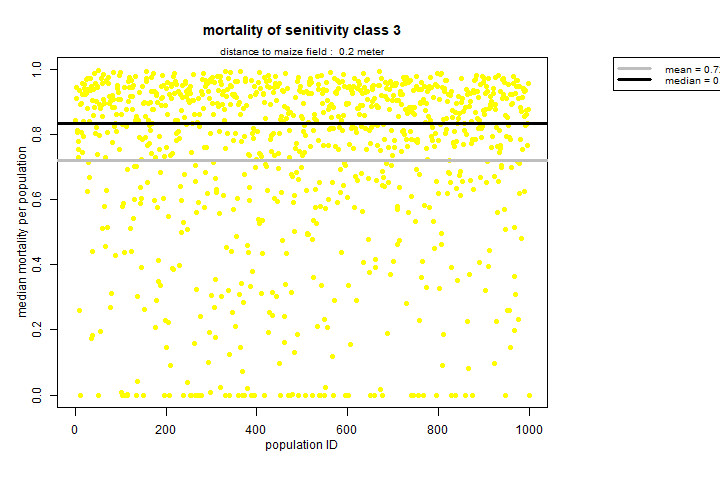 mortality of senitivity class 3
distance to maize field : 0.2 meter
median mortality per population
1.0
0.8
0.6
0.4
0.2
0.0
0
200
400
600
800
1000
population ID
mean = 0.7
median = 0